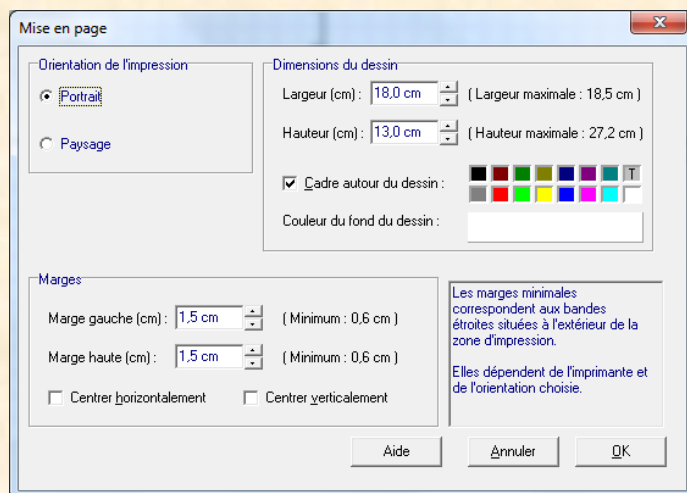 Mise en page
Orientation de l'impression
Portrait
Paysage
Dimensions du dessin
Largeur (cm) : 18,0 cm ( Largeur maximale : 18,5 cm )
Hauteur (cm) : 13,0 cm ( Hauteur maximale : 27,2 cm )
Cadre autour du dessin :
T
Couleur du fond du dessin :
Marges
Marge gauche (cm) : 1,5 cm ( Minimum : 0,6 cm )
Marge haute (cm) : 1,5 cm ( Minimum : 0,6 cm )
Centrer horizontalement Centrer verticalement
Les marges minimales
correspondent aux bandes
étroites situées à l'extérieur de la
zone d'impression.
Elles dépendent de l'imprimante et
de l'orientation choisie.
Aide Annuler OK